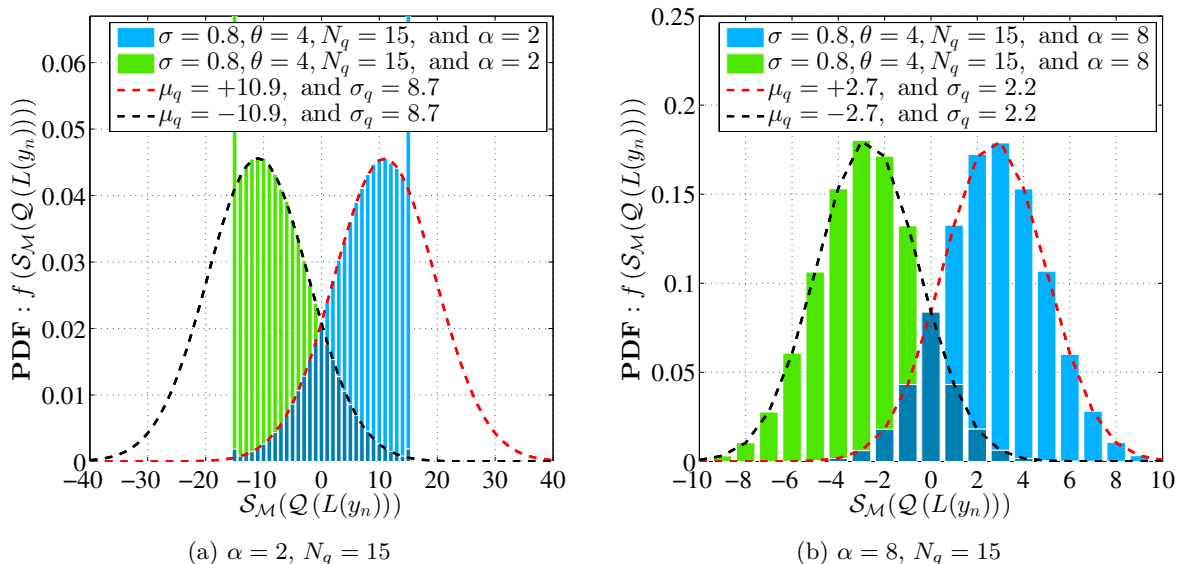 σ = 0.8, θ = 4, N_q = 15, and α = 2
σ = 0.8, θ = 4, N_q = 15, and α = 2
μ_q = +10.9, and σ_q = 8.7
μ_q = −10.9, and σ_q = 8.7
PDF : f(S_M(Q(L(y_n))))
0.06
0.05
0.04
0.03
0.02
0.01
0
−40 −30 −20 −10 0 10 20 30 40
S_M(Q(L(y_n)))
(a) α = 2, N_q = 15
σ = 0.8, θ = 4, N_q = 15, and α = 8
σ = 0.8, θ = 4, N_q = 15, and α = 8
μ_q = +2.7, and σ_q = 2.2
μ_q = −2.7, and σ_q = 2.2
PDF : f(S_M(Q(L(y_n))))
0.25
0.20
0.15
0.10
0.05
0
−10 −8 −6 −4 −2 0 2 4 6 8 10
S_M(Q(L(y_n)))
(b) α = 8, N_q = 15